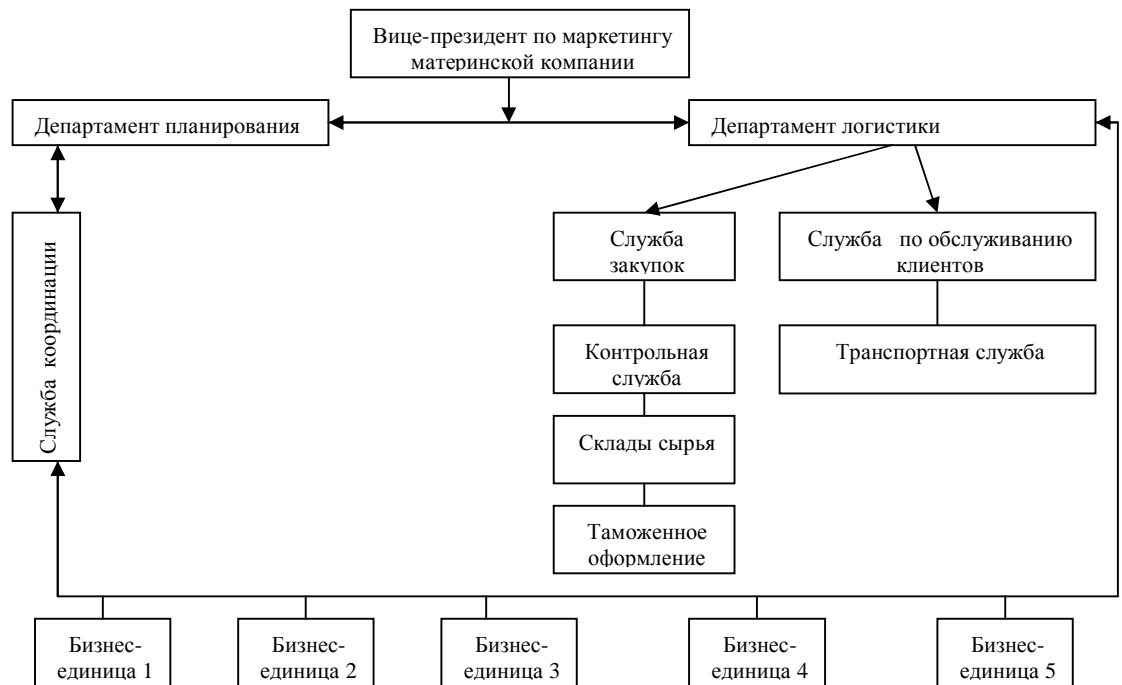 Вице-президент по маркетингу
материнской компании
Департамент планирования
Департамент логистики
Служба координации
Служба
закупок
Служба по обслуживанию
клиентов
Контрольная
служба
Транспортная служба
Склады сырья
Таможенное
оформление
Бизнес-
единица 1
Бизнес-
единица 2
Бизнес-
единица 3
Бизнес-
единица 4
Бизнес-
единица 5